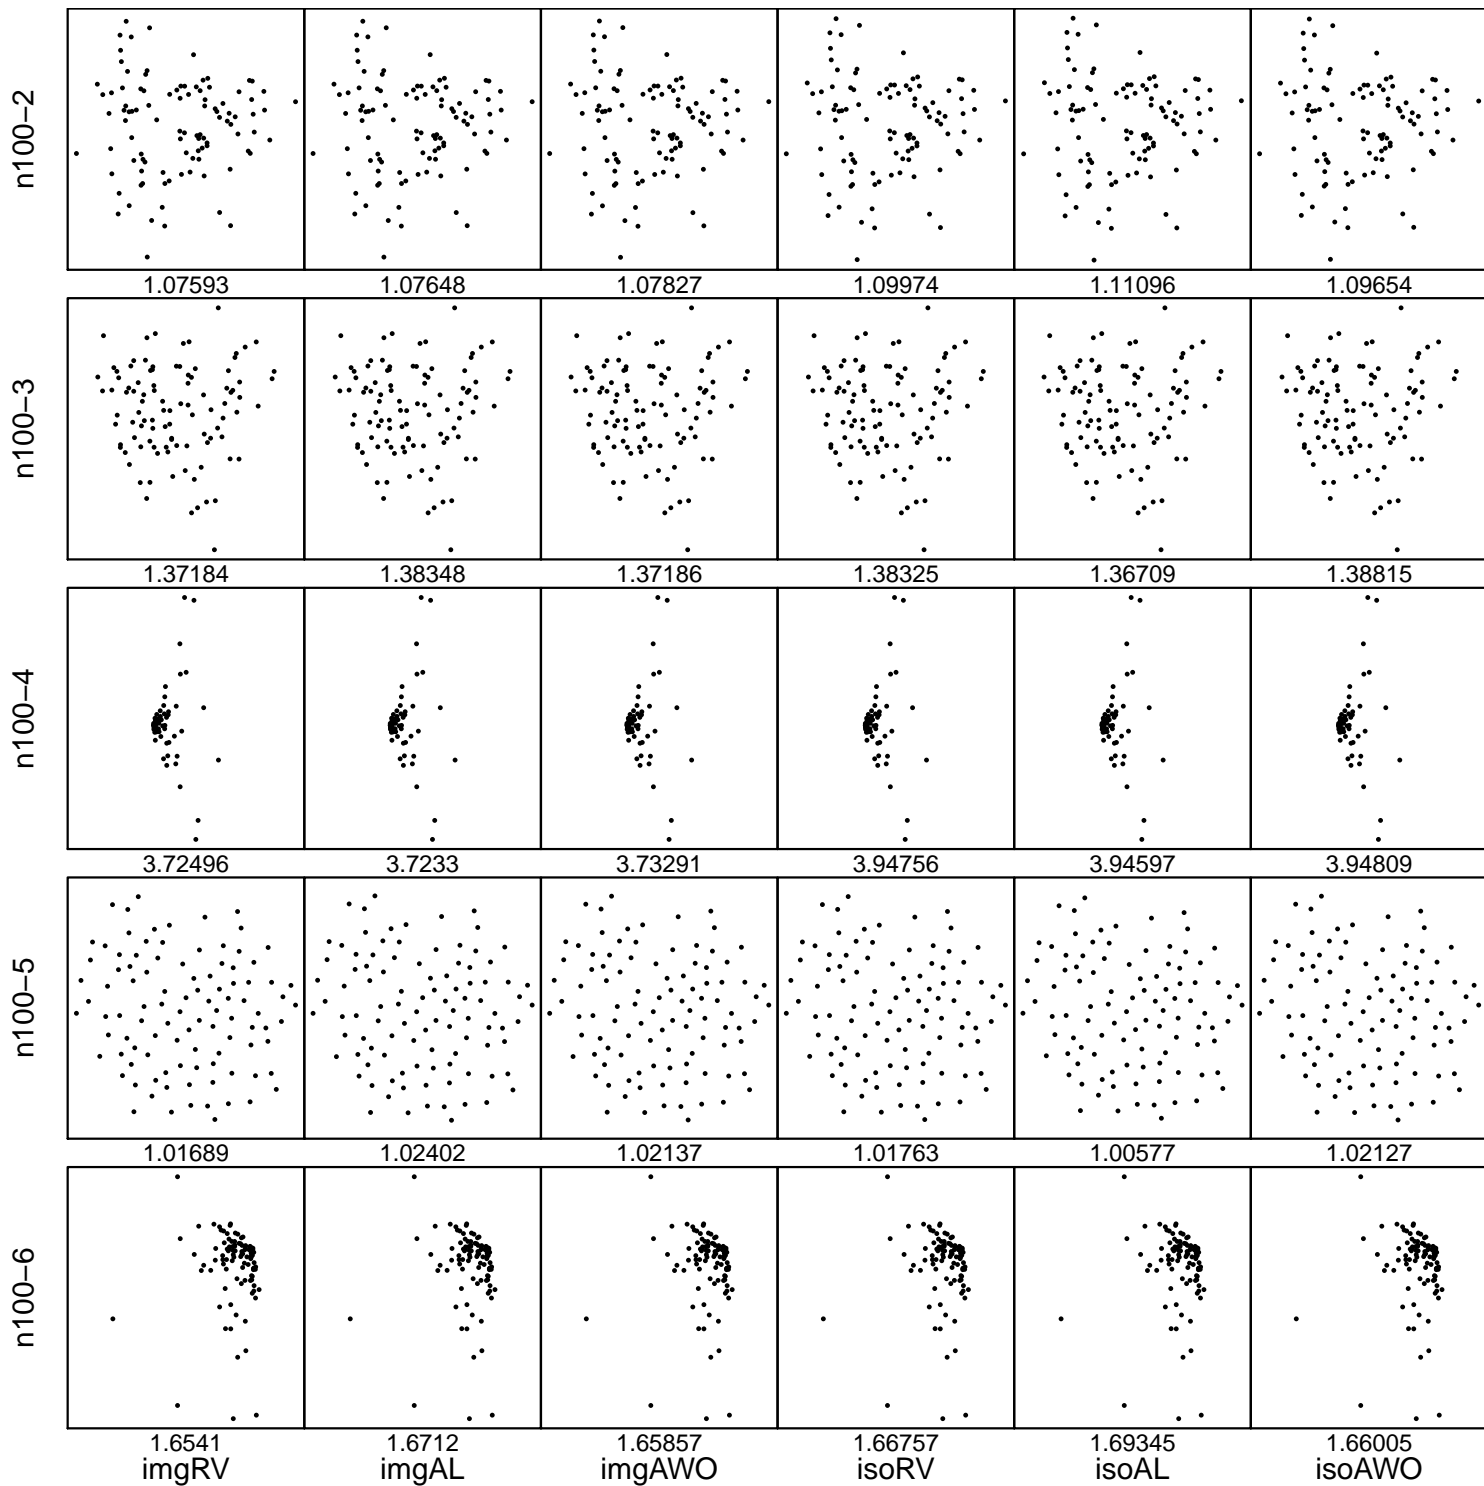 n100−2
1.07593 1.07648 1.07827 1.09974 1.11096 1.09654
n100−3
1.37184 1.38348 1.37186 1.38325 1.36709 1.38815
n100−4
3.72496 3.7233 3.73291 3.94756 3.94597 3.94809
n100−5
1.01689 1.02402 1.02137 1.01763 1.00577 1.02127
n100−6
1.6541 1.6712 1.65857 1.66757 1.69345 1.66005
imgRV imgAL imgAWO isoRV isoAL isoAWO